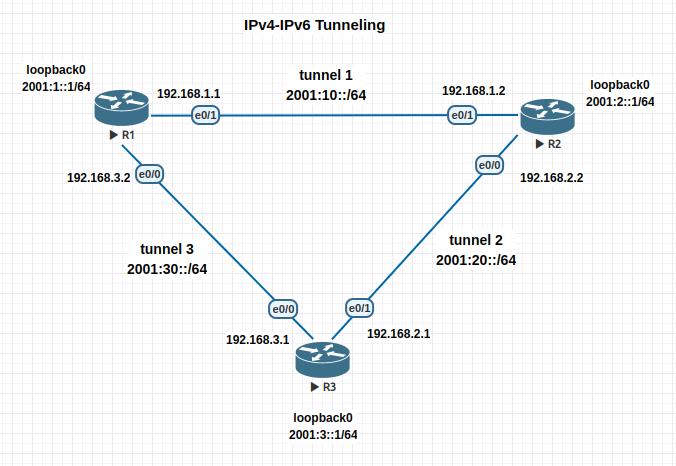 IPv4-IPv6 Tunneling
loopback0
2001:1::1/64
192.168.1.1
tunnel 1
2001:10::/64
192.168.1.2
loopback0
2001:2::1/64
e0/1
e0/1
R1
R2
192.168.3.2
e0/0
e0/0
192.168.2.2
tunnel 3
2001:30::/64
tunnel 2
2001:20::/64
e0/0
e0/1
192.168.3.1
192.168.2.1
R3
loopback0
2001:3::1/64